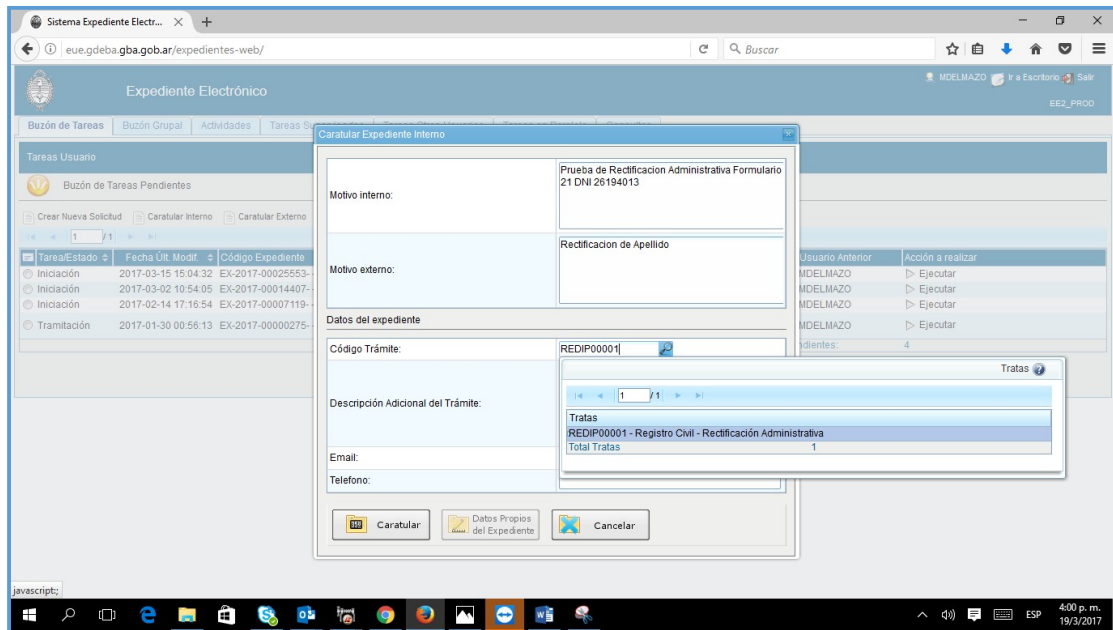 Sistema Expediente Electr...
eue.gdeba.gba.gob.ar/expedientes-web/
Buscar
Expediente Electrónico
MDELMAZO Ir a Escritorio Salir
EE2_PROD
Buzón de Tareas Buzón Grupal Actividades
Caratular Expediente Interno
Tareas Usuario
Buzón de Tareas Pendientes
Crear Nueva Solicitud Caratular Interno Caratular Externo
1 / 1
Tarea/Estado Fecha Últ. Modif. Código Expediente Usuario Anterior Acción a realizar
Iniciación 2017-03-15 15:04:32 EX-2017-00025553- MDELMAZO Ejecutar
Iniciación 2017-03-02 10:54:05 EX-2017-00014407- MDELMAZO Ejecutar
Iniciación 2017-02-14 17:16:54 EX-2017-00007119- MDELMAZO Ejecutar
Tramitación 2017-01-30 00:56:13 EX-2017-00000275- MDELMAZO Ejecutar
ndientes: 4
Motivo interno:
Prueba de Rectificacion Administrativa Formulario
21 DNI 26194013
Motivo externo:
Rectificacion de Apellido
Datos del expediente
Código Trámite: REDIP00001
Tratas
1 / 1
Tratas
REDIP00001 - Registro Civil - Rectificación Administrativa
Total Tratas 1
Descripción Adicional del Trámite:
Email:
Telefono:
Caratular
Datos Propios
del Expediente
Cancelar
javascript:;
ESP
4:00 p. m.
19/3/2017